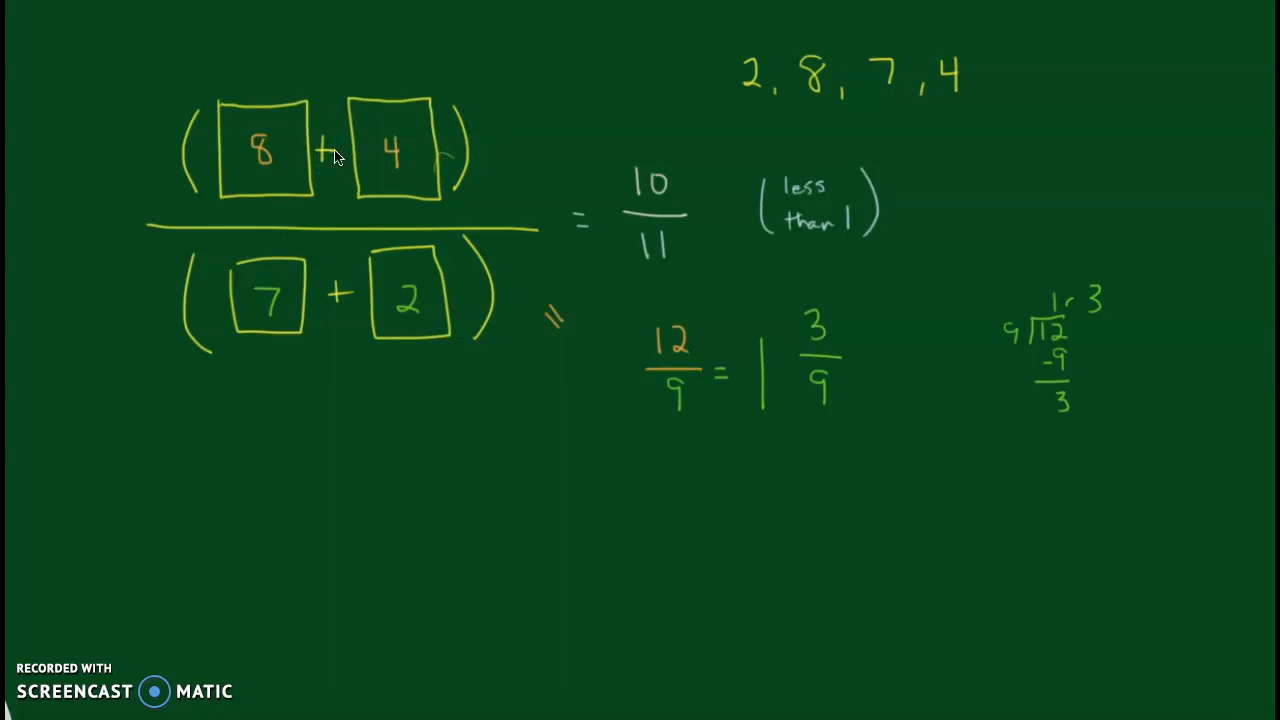 2, 8, 7, 4
( 8 + 4 )
( 7 + 2 )
= 10/11 (less than 1)
= 12/9 = 1 3/9
1 r 3
9 12
-9
3
RECORDED WITH
SCREENCAST MATIC